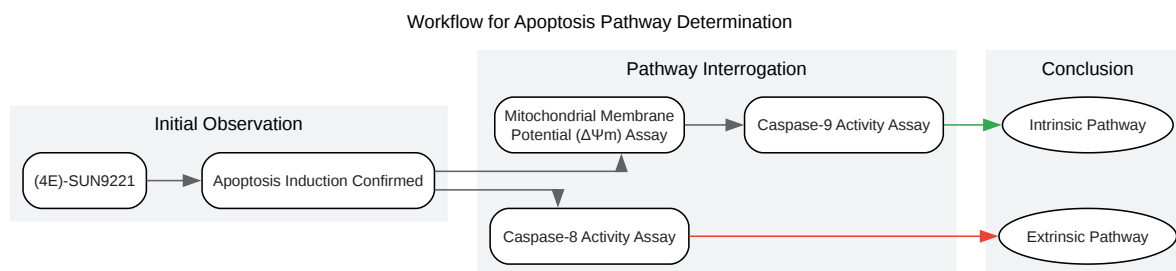 Workflow for Apoptosis Pathway Determination
Initial Observation
(4E)-SUN9221
Apoptosis Induction Confirmed
Pathway Interrogation
Mitochondrial Membrane
Potential (ΔΨm) Assay
Caspase-9 Activity Assay
Caspase-8 Activity Assay
Conclusion
Intrinsic Pathway
Extrinsic Pathway